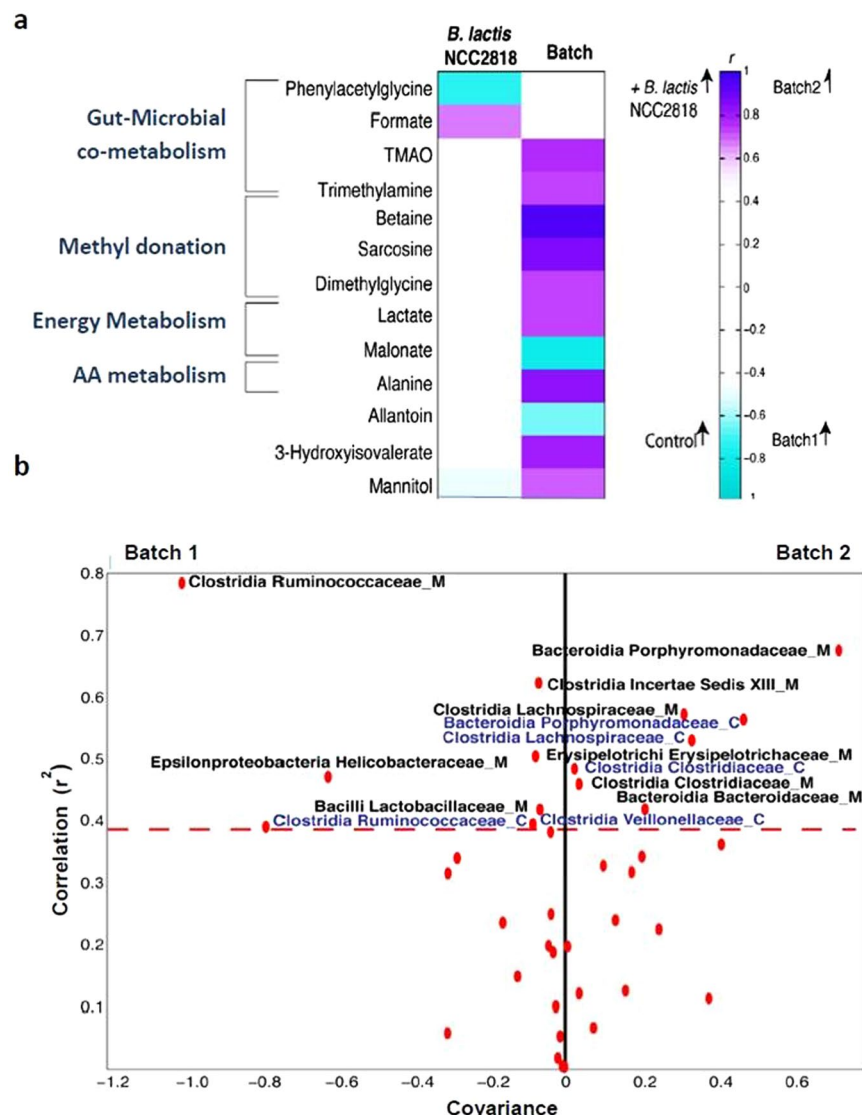 a
B. lactis
NCC2818
Batch
Phenylacetylglycine
Formate
TMAO
Trimethylamine
Betaine
Sarcosine
Dimethylglycine
Lactate
Malonate
Alanine
Allantoin
3-Hydroxyisovalerate
Mannitol
Gut-Microbial
co-metabolism
Methyl donation
Energy Metabolism
AA metabolism
r
+ B. lactis
NCC2818
Batch2
Control
Batch1
1
0.8
0.6
0.4
0.2
0
−0.2
−0.4
−0.6
−0.8
1
b
Batch 1
Batch 2
Clostridia Ruminococcaceae_M
Bacteroidia Porphyromonadaceae_M
Clostridia Incertae Sedis XIII_M
Clostridia Lachnospiraceae_M
Bacteroidia Porphyromonadaceae_C
Clostridia Lachnospiraceae_C
Erysipelotrichi Erysipelotrichaceae_M
Epsilonproteobacteria Helicobacteraceae_M
Clostridia Clostridiaceae_C
Clostridia Clostridiaceae_M
Bacteroidia Bacteroidaceae_M
Bacilli Lactobacillaceae_M
Clostridia Ruminococcaceae_C
Clostridia Veillonellaceae_C
Correlation (r²)
0.8
0.7
0.6
0.5
0.4
0.3
0.2
0.1
−1.2 −1.0 −0.8 −0.6 −0.4 −0.2 0 0.2 0.4 0.6
Covariance